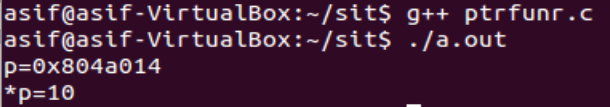 asif@asif-VirtualBox:~/sit$ g++ ptrfunr.c
asif@asif-VirtualBox:~/sit$ ./a.out
p=0x804a014
*p=10